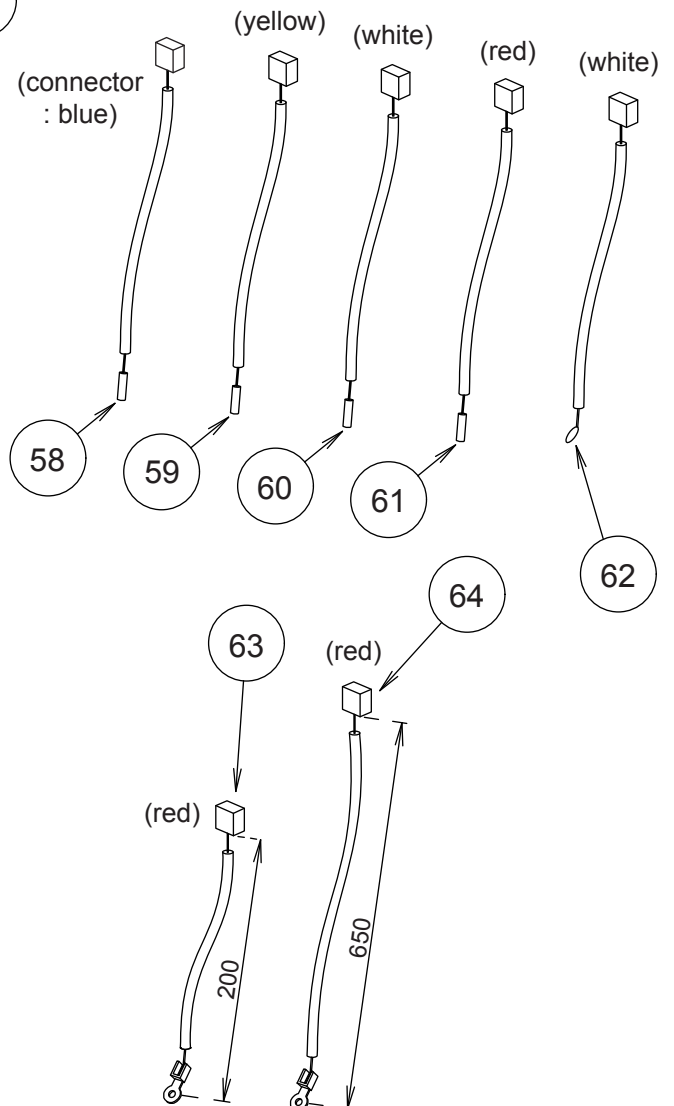 (yellow)
(white)
(red)
(white)
(connector
: blue)
58
59
60
61
62
64
63
(red)
(red)
650
200